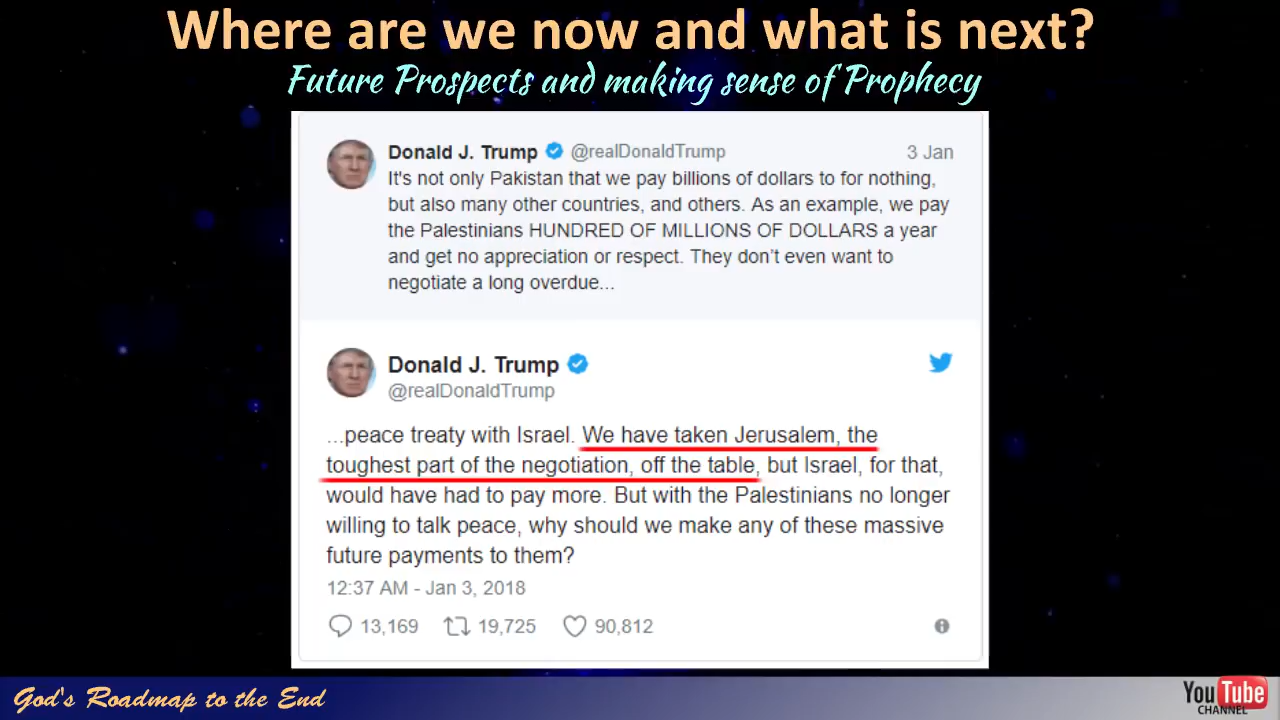 Where are we now and what is next?
Future Prospects and making sense of Prophecy
Donald J. Trump @realDonaldTrump 3 Jan
It's not only Pakistan that we pay billions of dollars to for nothing,
but also many other countries, and others. As an example, we pay
the Palestinians HUNDRED OF MILLIONS OF DOLLARS a year
and get no appreciation or respect. They don’t even want to
negotiate a long overdue...
Donald J. Trump
@realDonaldTrump
...peace treaty with Israel. We have taken Jerusalem, the
toughest part of the negotiation, off the table, but Israel, for that,
would have had to pay more. But with the Palestinians no longer
willing to talk peace, why should we make any of these massive
future payments to them?
12:37 AM - Jan 3, 2018
13,169 19,725 90,812
God's Roadmap to the End
YouTube
CHANNEL